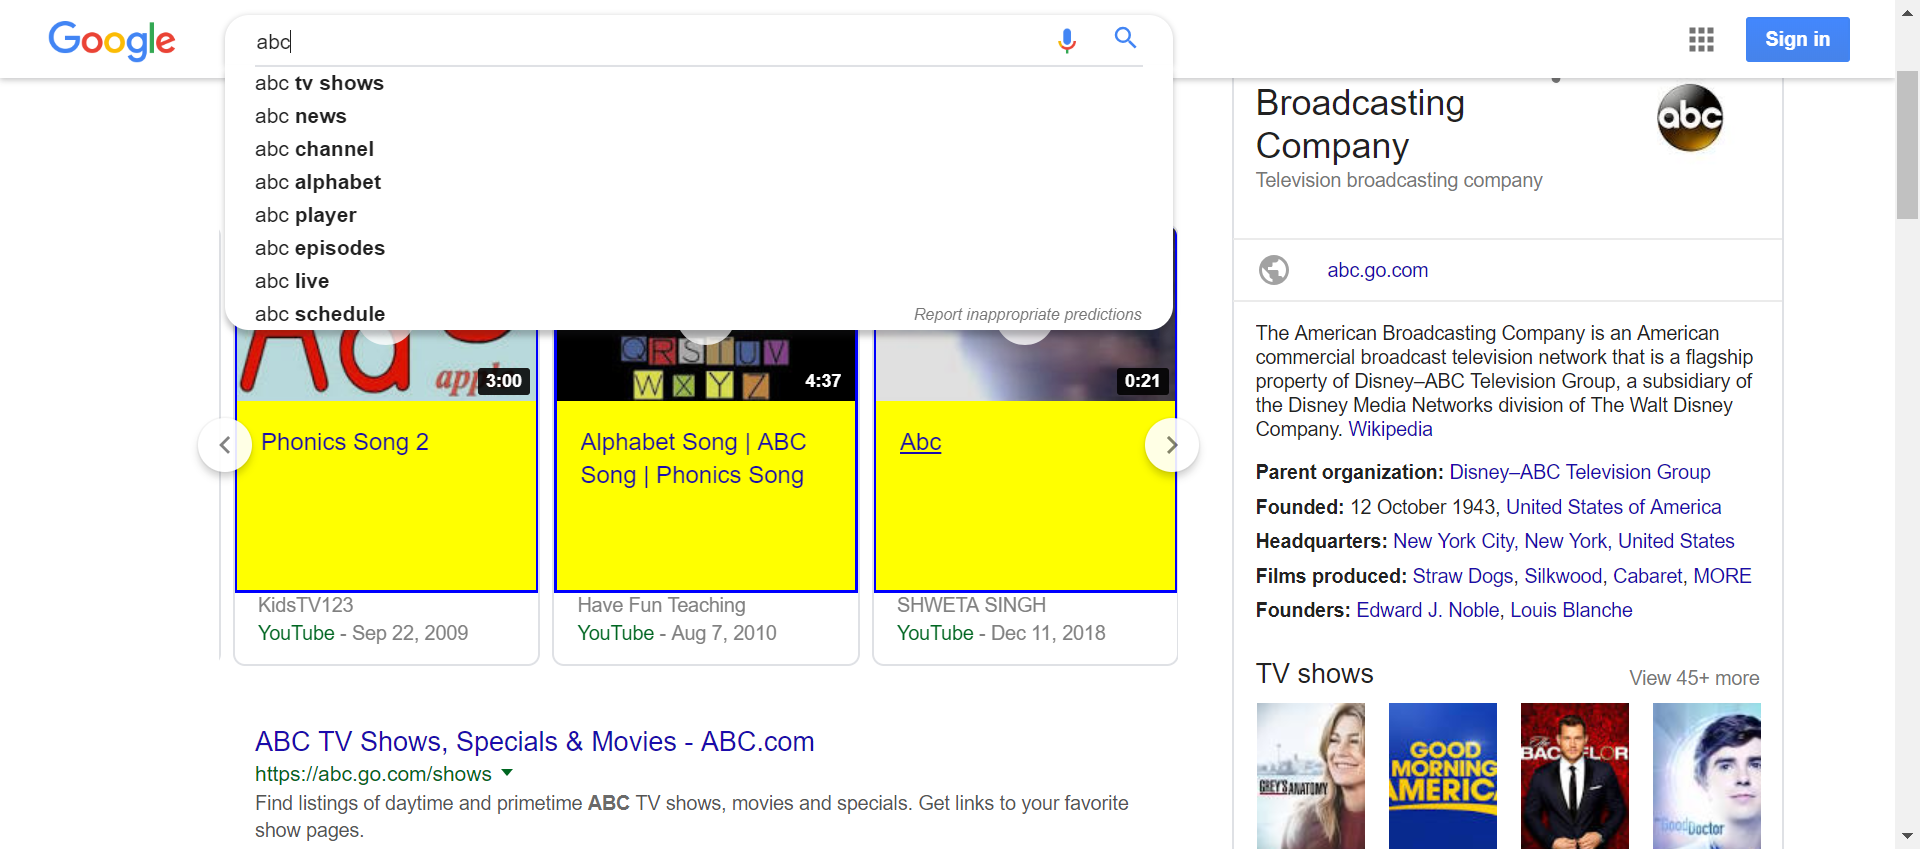 Google
abc
Sign in
abc tv shows
abc news
abc channel
abc alphabet
abc player
abc episodes
abc live
abc schedule
Report inappropriate predictions
Aa
appl
3:00
QRSTUV
WXYZ
4:37
0:21
Phonics Song 2
Alphabet Song | ABC
Song | Phonics Song
Abc
KidsTV123
YouTube - Sep 22, 2009
Have Fun Teaching
YouTube - Aug 7, 2010
SHWETA SINGH
YouTube - Dec 11, 2018
ABC TV Shows, Specials & Movies - ABC.com
https://abc.go.com/shows
Find listings of daytime and primetime ABC TV shows, movies and specials. Get links to your favorite
show pages.
Broadcasting
Company
abc
Television broadcasting company
abc.go.com
The American Broadcasting Company is an American
commercial broadcast television network that is a flagship
property of Disney–ABC Television Group, a subsidiary of
the Disney Media Networks division of The Walt Disney
Company. Wikipedia
Parent organization: Disney–ABC Television Group
Founded: 12 October 1943, United States of America
Headquarters: New York City, New York, United States
Films produced: Straw Dogs, Silkwood, Cabaret, MORE
Founders: Edward J. Noble, Louis Blanche
TV shows
View 45+ more
GREY'S ANATOMY
GOOD
MORNING
AMERICA
The
BACHELOR
The Good Doctor